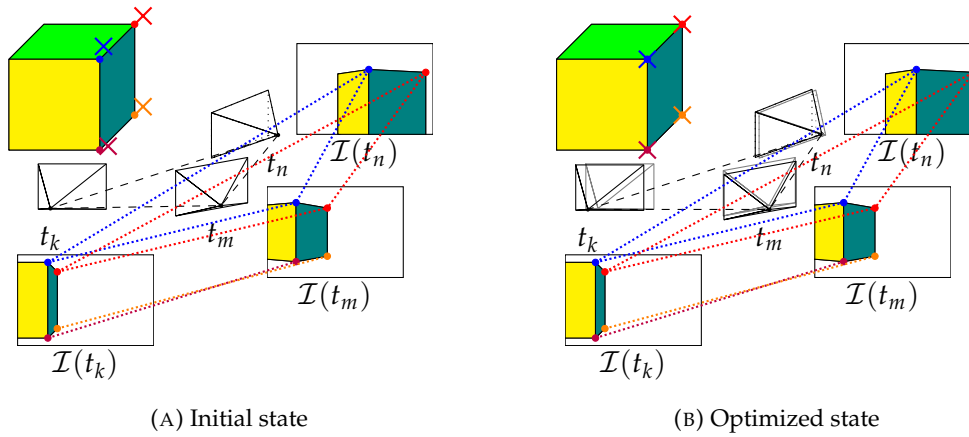 t_n
I(t_n)
t_k
t_m
I(t_m)
I(t_k)
(A) Initial state
t_n
I(t_n)
t_k
t_m
I(t_m)
I(t_k)
(B) Optimized state